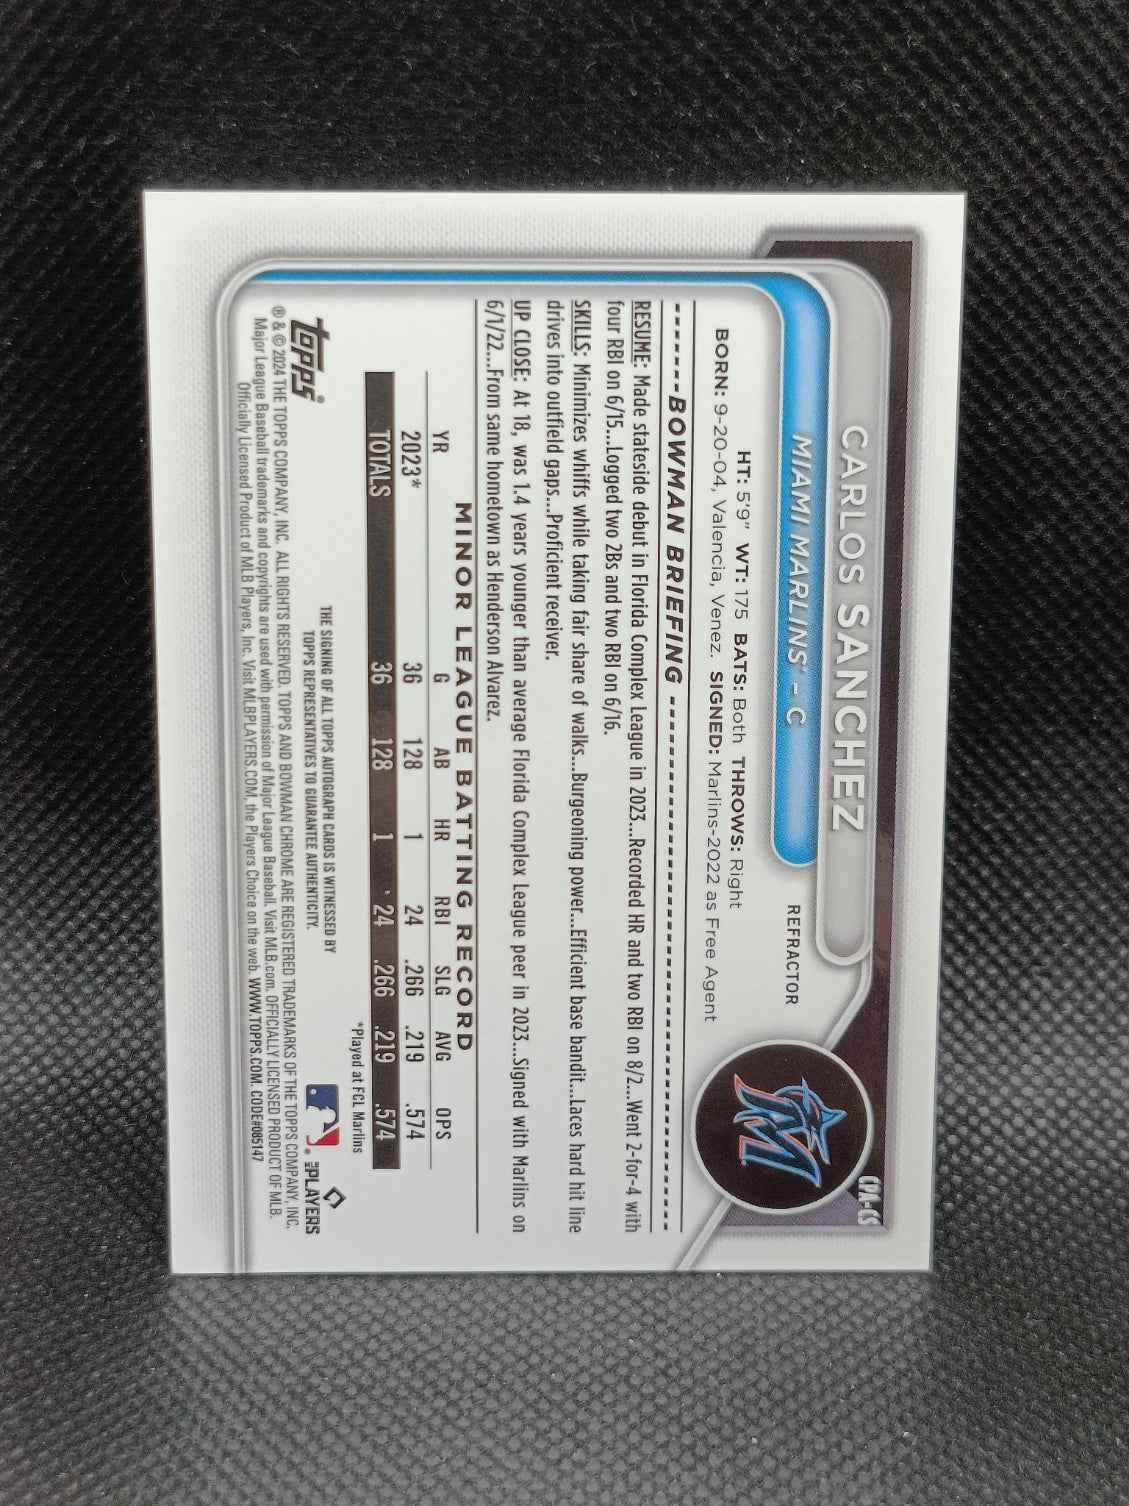 CPA-CS
CARLOS SANCHEZ
MIAMI MARLINS™ - C
REFRACTOR
HT: 5'9" WT: 175 BATS: Both THROWS: Right
BORN: 9-20-04, Valencia, Venez. SIGNED: Marlins-2022 as Free Agent
BOWMAN BRIEFING
RESUME: Made stateside debut in Florida Complex League in 2023...Recorded HR and two RBI on 8/2...Went 2-for-4 with
four RBI on 6/15...Logged two 2Bs and two RBI on 6/16.
SKILLS: Minimizes whiffs while taking fair share of walks...Burgeoning power...Efficient base bandit...Laces hard hit line
drives into outfield gaps...Proficient receiver.
UP CLOSE: At 18, was 1.4 years younger than average Florida Complex League peer in 2023...Signed with Marlins on
6/1/22...From same hometown as Henderson Alvarez.
MINOR LEAGUE BATTING RECORD
YR G AB HR RBI SLG AVG OPS
2023* 36 128 1 24 .266 .219 .574
TOTALS 36 128 1 24 .266 .219 .574
*Played at FCL Marlins
topps®
THE SIGNING OF ALL TOPPS AUTOGRAPH CARDS IS WITNESSED BY
TOPPS REPRESENTATIVES TO GUARANTEE AUTHENTICITY.
MLB PLAYERS
® & © 2024 THE TOPPS COMPANY, INC. ALL RIGHTS RESERVED. TOPPS AND BOWMAN CHROME ARE REGISTERED TRADEMARKS OF THE TOPPS COMPANY, INC.
Major League Baseball trademarks and copyrights are used with permission of Major League Baseball. Visit MLB.com. OFFICIALLY LICENSED PRODUCT OF MLB.
Officially Licensed Product of MLB Players, Inc. Visit MLBPLAYERS.COM, the Players Choice on the web. WWW.TOPPS.COM. CODE#085147